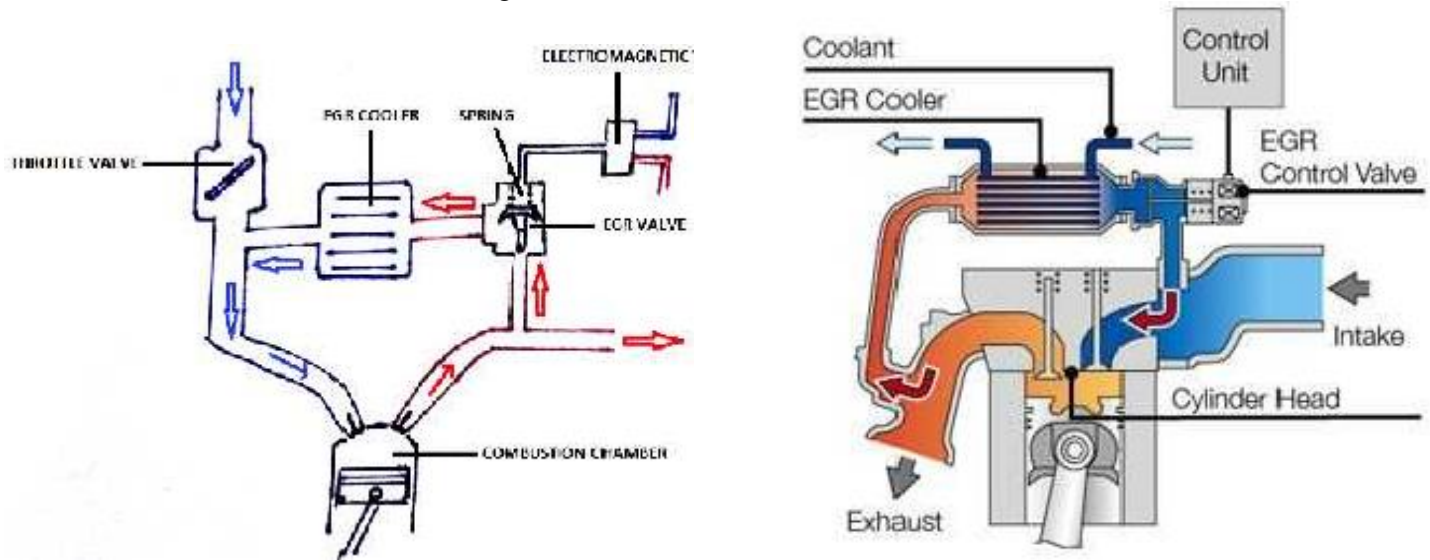 ELECTROMAGNETIC
EGR COOLER
SPRING
THROTTLE VALVE
EGR VALVE
COMBUSTION CHAMBER
Coolant
EGR Cooler
Control
Unit
EGR
Control Valve
Intake
Cylinder Head
Exhaust